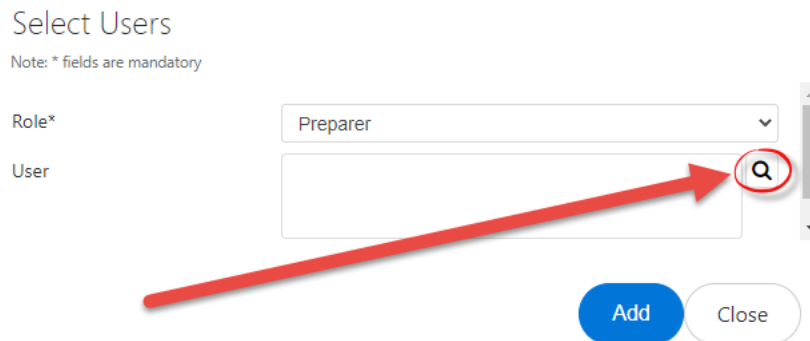 Select Users
Note: * fields are mandatory
Role*
Preparer
User
Add
Close